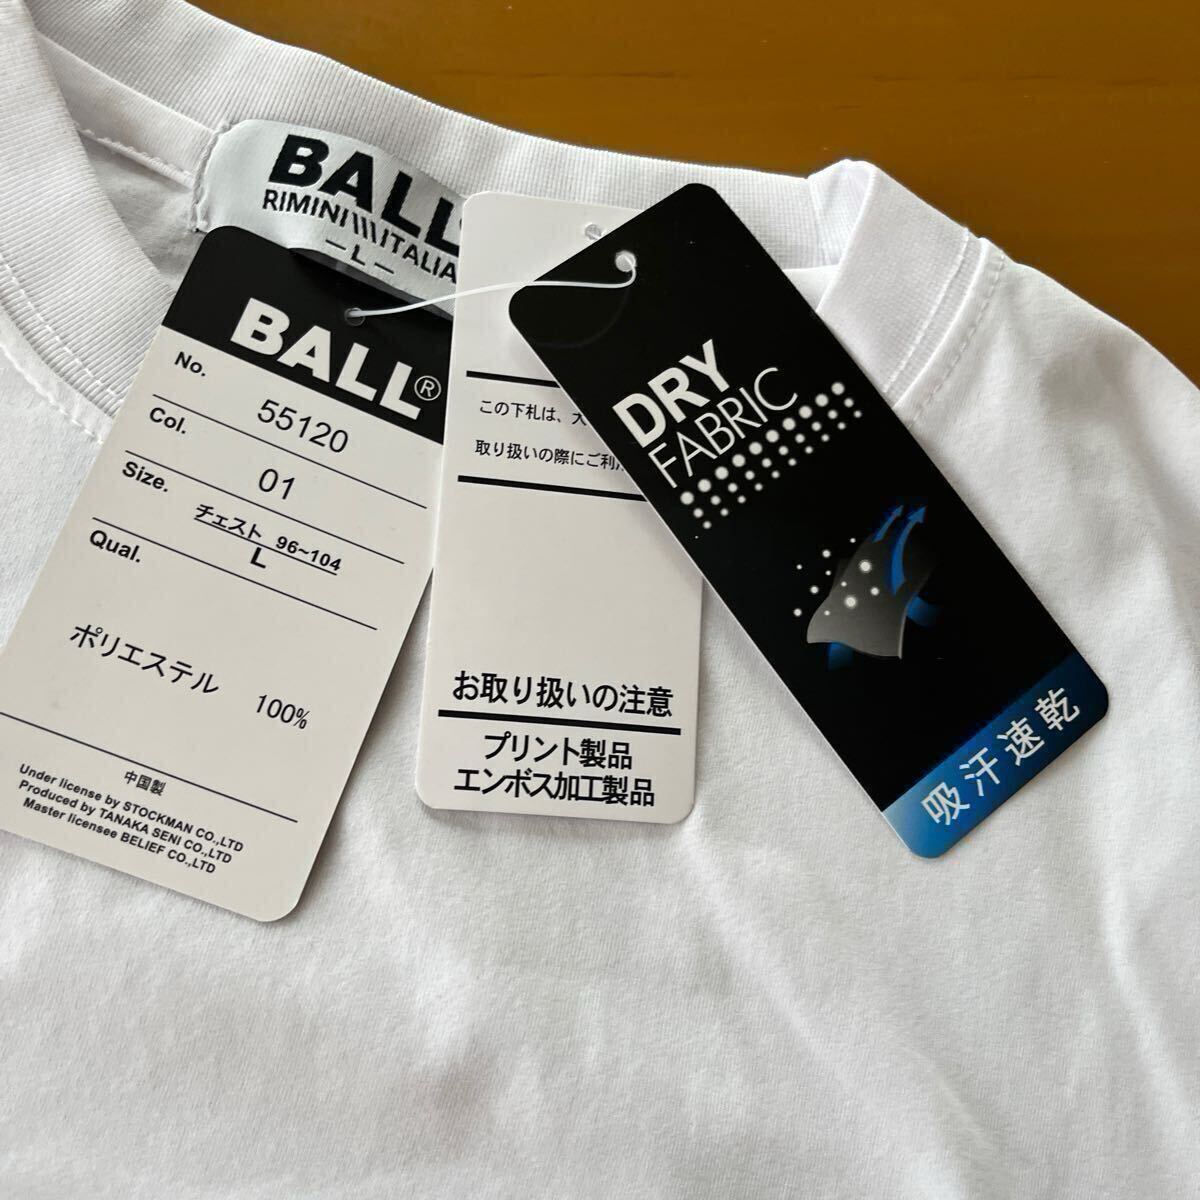 BALL
RIMINI\\\\ITALIA
—L—
BALL®
No. 55120
Col. 01
Size. チェスト 96~104
L
Qual.
ポリエステル 100%
中国製
Under license by STOCKMAN CO.,LTD
Produced by TANAKA SENI CO.,LTD
Master licensee BELIEF CO.,LTD
この下札は、大
取り扱いの際にご利
お取り扱いの注意
プリント製品
エンボス加工製品
DRY
FABRIC
吸汗速乾